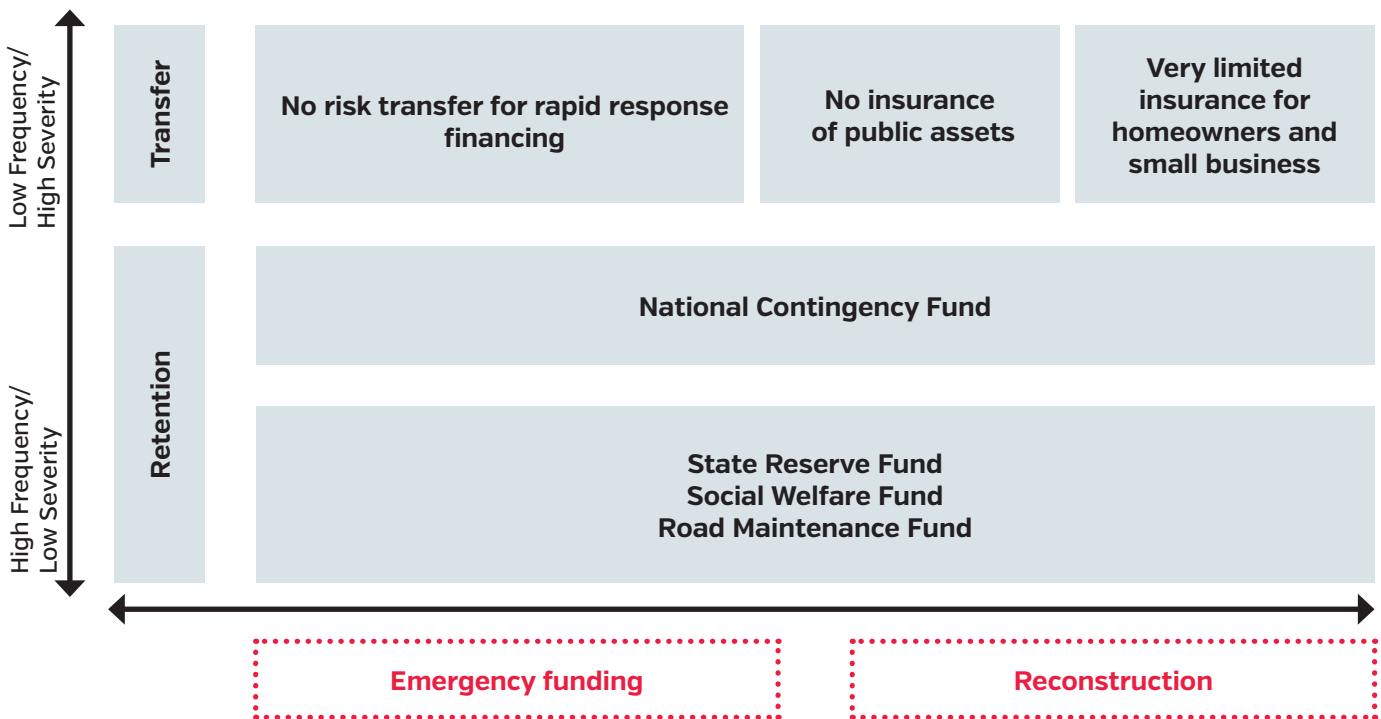 Low Frequency/
High Severity
Transfer
No risk transfer for rapid response
financing
No insurance
of public assets
Very limited
insurance for
homeowners and
small business
High Frequency/
Low Severity
Retention
National Contingency Fund
State Reserve Fund
Social Welfare Fund
Road Maintenance Fund
Emergency funding
Reconstruction